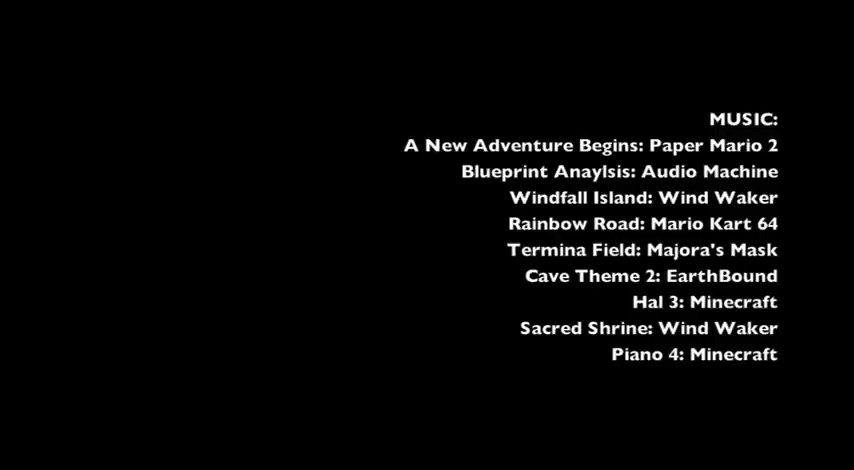 MUSIC:
A New Adventure Begins: Paper Mario 2
Blueprint Anaylsis: Audio Machine
Windfall Island: Wind Waker
Rainbow Road: Mario Kart 64
Termina Field: Majora's Mask
Cave Theme 2: EarthBound
Hal 3: Minecraft
Sacred Shrine: Wind Waker
Piano 4: Minecraft